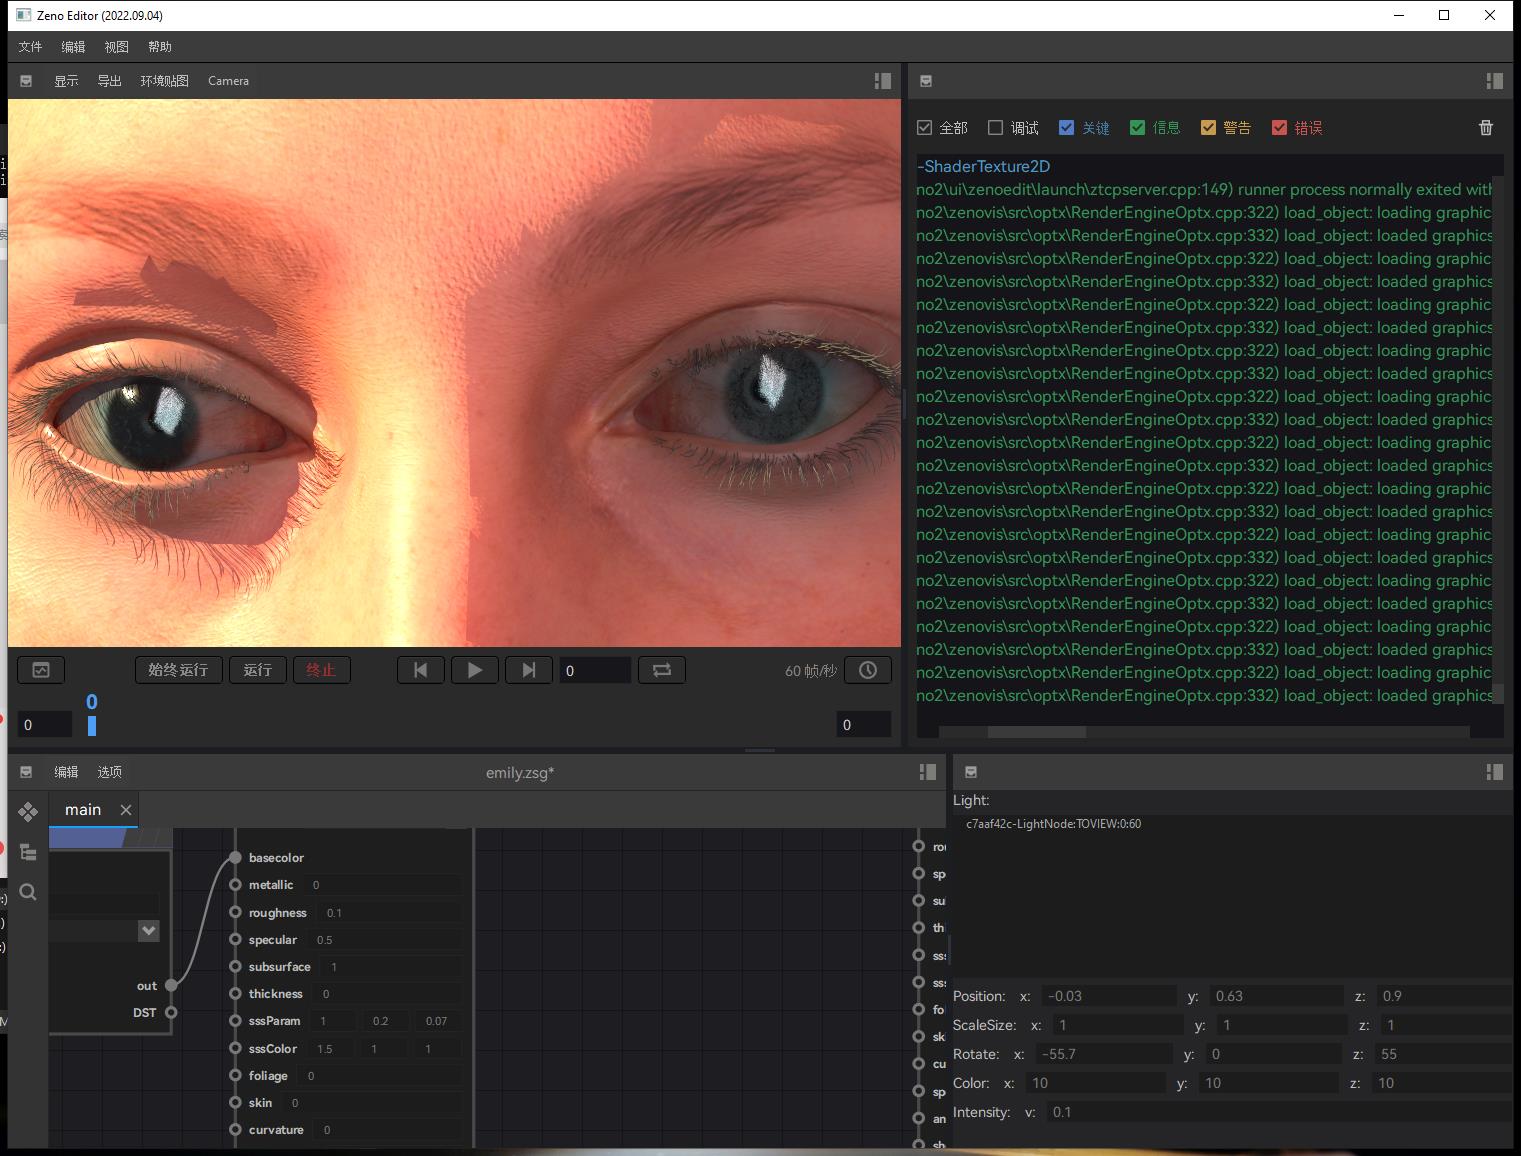 Zeno Editor (2022.09.04)
文件 编辑 视图 帮助
显示 导出 环境贴图 Camera
全部 调试 关键 信息 警告 错误
-ShaderTexture2D
no2\ui\zenoedit\launch\ztcpserver.cpp:149) runner process normally exited with
no2\zenovis\src\optx\RenderEngineOptx.cpp:322) load_object: loading graphics
no2\zenovis\src\optx\RenderEngineOptx.cpp:332) load_object: loaded graphics
no2\zenovis\src\optx\RenderEngineOptx.cpp:322) load_object: loading graphic
no2\zenovis\src\optx\RenderEngineOptx.cpp:332) load_object: loaded graphics
no2\zenovis\src\optx\RenderEngineOptx.cpp:322) load_object: loading graphic
no2\zenovis\src\optx\RenderEngineOptx.cpp:332) load_object: loaded graphics
no2\zenovis\src\optx\RenderEngineOptx.cpp:322) load_object: loading graphic
no2\zenovis\src\optx\RenderEngineOptx.cpp:332) load_object: loaded graphics
no2\zenovis\src\optx\RenderEngineOptx.cpp:322) load_object: loading graphic
no2\zenovis\src\optx\RenderEngineOptx.cpp:332) load_object: loaded graphics
no2\zenovis\src\optx\RenderEngineOptx.cpp:322) load_object: loading graphic
no2\zenovis\src\optx\RenderEngineOptx.cpp:332) load_object: loaded graphics
no2\zenovis\src\optx\RenderEngineOptx.cpp:322) load_object: loading graphic
no2\zenovis\src\optx\RenderEngineOptx.cpp:332) load_object: loaded graphics
no2\zenovis\src\optx\RenderEngineOptx.cpp:322) load_object: loading graphic
no2\zenovis\src\optx\RenderEngineOptx.cpp:332) load_object: loaded graphics
no2\zenovis\src\optx\RenderEngineOptx.cpp:322) load_object: loading graphic
no2\zenovis\src\optx\RenderEngineOptx.cpp:332) load_object: loaded graphics
no2\zenovis\src\optx\RenderEngineOptx.cpp:322) load_object: loading graphic
no2\zenovis\src\optx\RenderEngineOptx.cpp:332) load_object: loaded graphics
no2\zenovis\src\optx\RenderEngineOptx.cpp:322) load_object: loading graphic
no2\zenovis\src\optx\RenderEngineOptx.cpp:332) load_object: loaded graphics
始终运行 运行 终止 0 60 帧/秒
0
0 0
编辑 选项 emily.zsg*
main
basecolor
metallic 0
roughness 0.1
specular 0.5
subsurface 1
thickness 0
sssParam 1 0.2 0.07
sssColor 1.5 1 1
foliage 0
skin 0
curvature 0
out
DST
rou
sp
su
th
sss
sss
fo
ski
cu
sp
an
sh
Light:
c7aaf42c-LightNode:TOVIEW:0:60
Position: x: -0.03 y: 0.63 z: 0.9
ScaleSize: x: 1 y: 1 z: 1
Rotate: x: -55.7 y: 0 z: 55
Color: x: 10 y: 10 z: 10
Intensity: v: 0.1